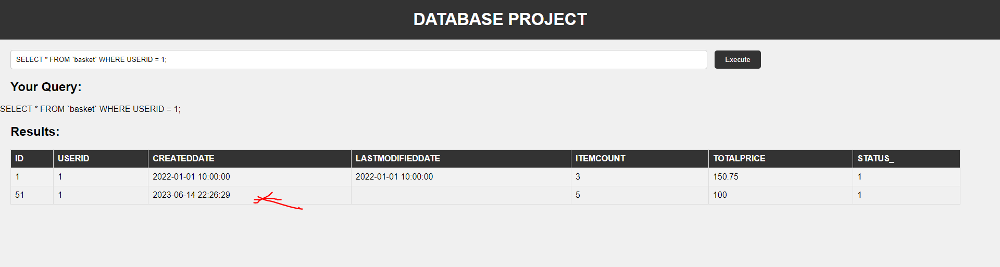 DATABASE PROJECT
SELECT * FROM `basket` WHERE USERID = 1;
Execute
Your Query:
SELECT * FROM `basket` WHERE USERID = 1;
Results:
ID USERID CREATEDDATE LASTMODIFIEDDATE ITEMCOUNT TOTALPRICE STATUS_
1 1 2022-01-01 10:00:00 2022-01-01 10:00:00 3 150.75 1
51 1 2023-06-14 22:26:29 5 100 1